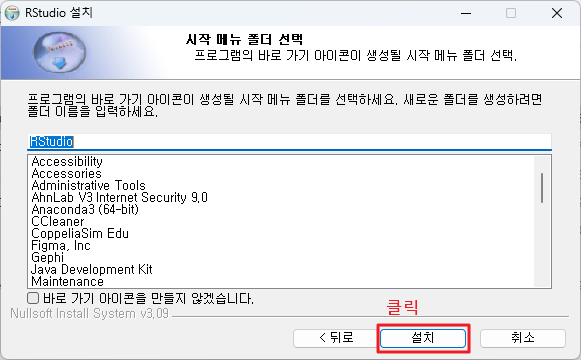 RStudio 설치
시작 메뉴 폴더 선택
프로그램의 바로 가기 아이콘이 생성될 시작 메뉴 폴더 선택.
프로그램의 바로 가기 아이콘이 생성될 시작 메뉴 폴더를 선택하세요. 새로운 폴더를 생성하려면
폴더 이름을 입력하세요.
RStudio
Accessibility
Accessories
Administrative Tools
AhnLab V3 Internet Security 9.0
Anaconda3 (64-bit)
CCleaner
CoppeliaSim Edu
Figma, Inc
Gephi
Java Development Kit
Maintenance
바로 가기 아이콘을 만들지 않겠습니다.
클릭
Nullsoft Install System v3.09
< 뒤로 설치 취소